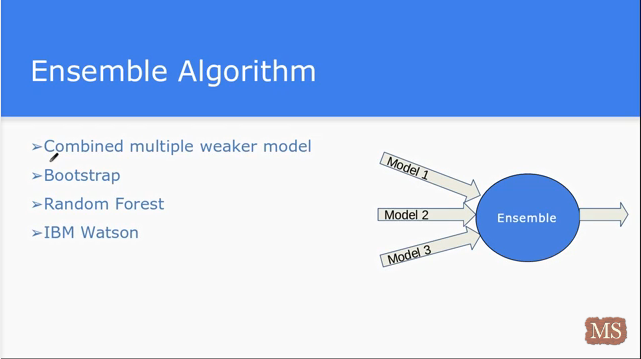 Ensemble Algorithm
➢Combined multiple weaker model
➢Bootstrap
➢Random Forest
➢IBM Watson
Model 1
Model 2
Model 3
Ensemble
MS